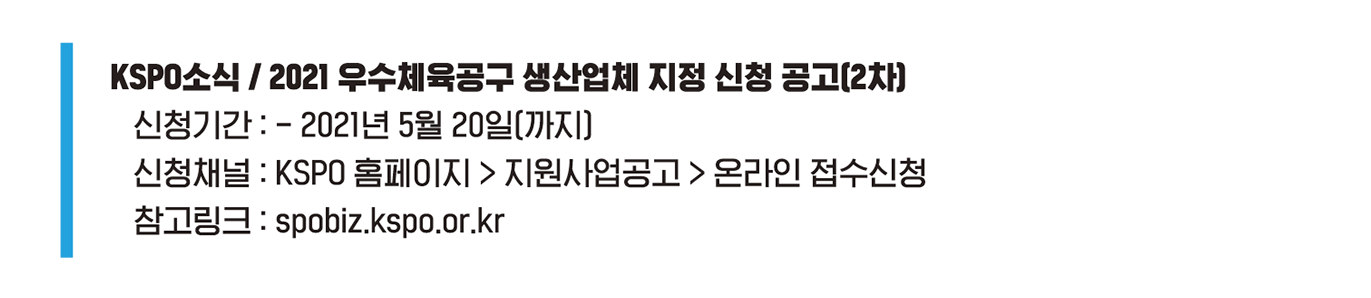 KSPO소식 / 2021 우수체육공구 생산업체 지정 신청 공고(2차)
신청기간 : - 2021년 5월 20일(까지)
신청채널 : KSPO 홈페이지 > 지원사업공고 > 온라인 접수신청
참고링크 : spobiz.kspo.or.kr